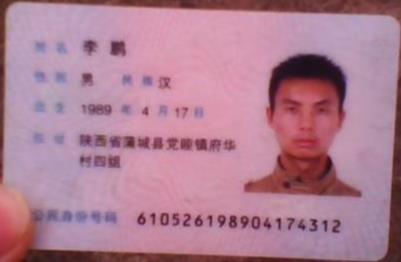 姓名 李鹏
性别 男 民族 汉
出生 1989 年 4 月 17 日
住址 陕西省蒲城县党睦镇府华
村四组
公民身份号码 610526198904174312